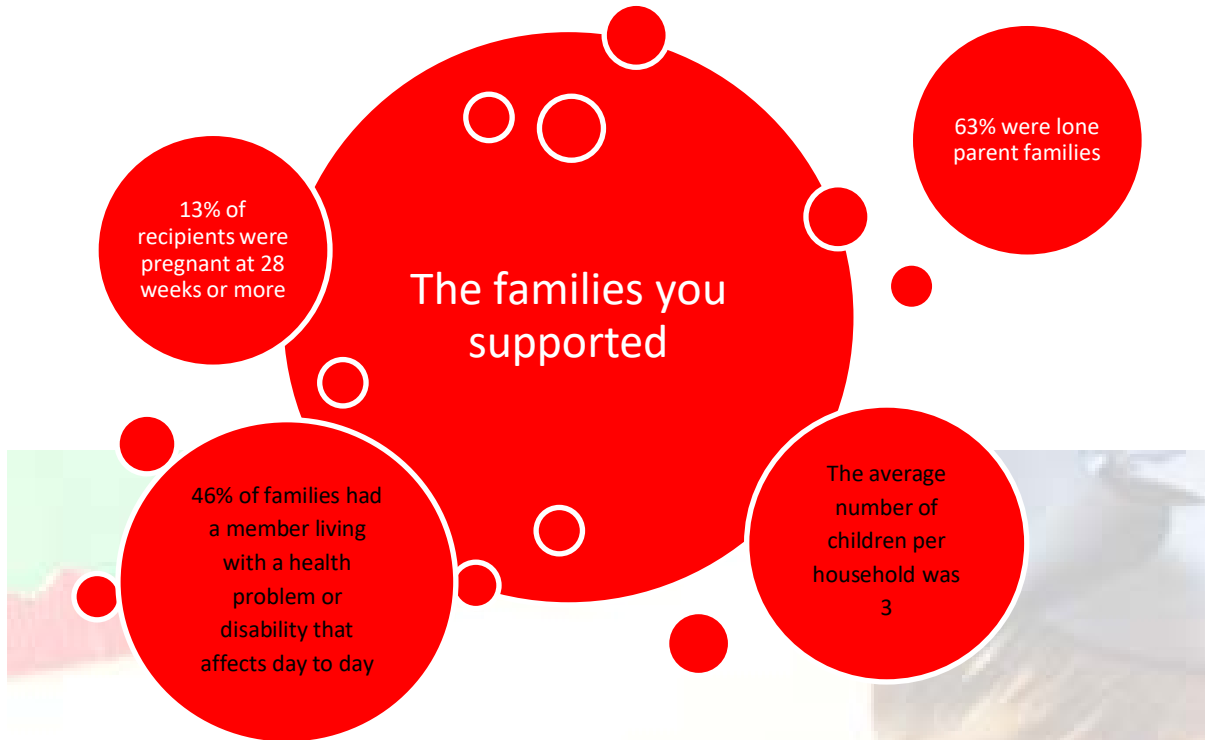 The families you
supported
13% of
recipients were
pregnant at 28
weeks or more
63% were lone
parent families
46% of families had
a member living
with a health
problem or
disability that
affects day to day
The average
number of
children per
household was
3